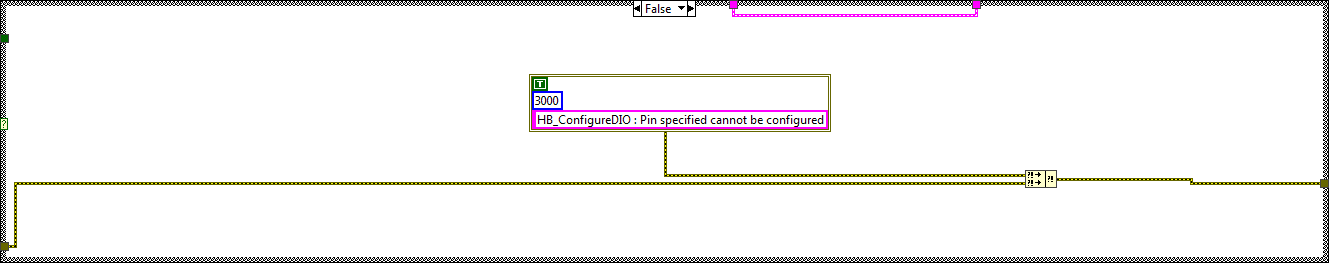 False
T
3000
HB_ConfigureDIO : Pin specified cannot be configured
?
?! ?!
?!